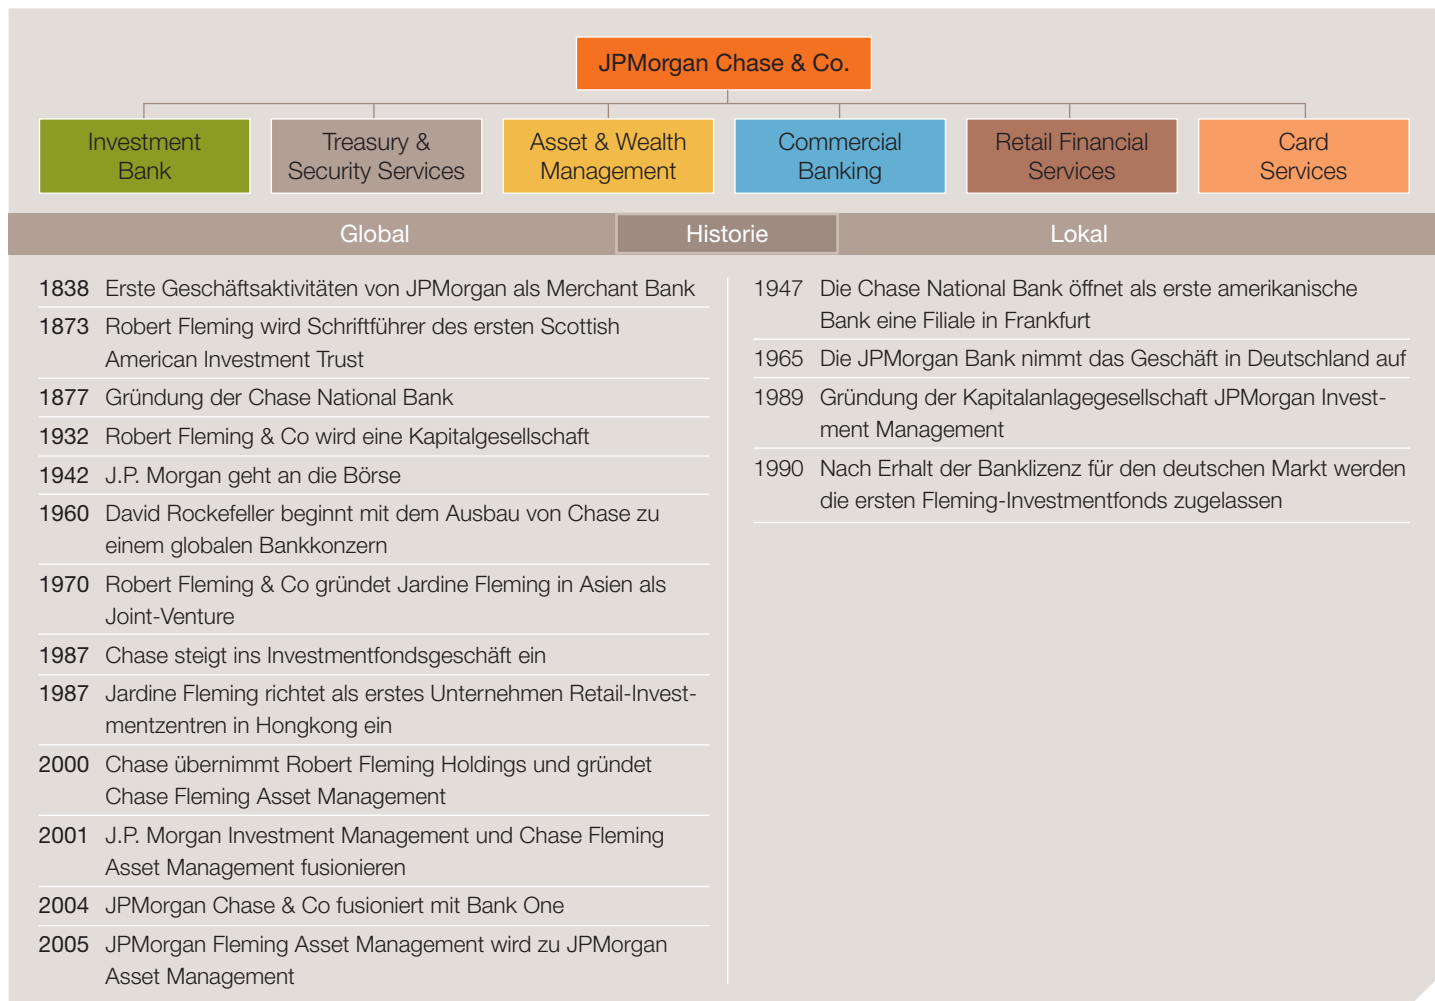 JPMorgan Chase & Co.
Investment
Bank
Treasury &
Security Services
Asset & Wealth
Management
Commercial
Banking
Retail Financial
Services
Card
Services
Global
Historie
Lokal
1838 Erste Geschäftsaktivitäten von JPMorgan als Merchant Bank
1873 Robert Fleming wird Schriftführer des ersten Scottish
American Investment Trust
1877 Gründung der Chase National Bank
1932 Robert Fleming & Co wird eine Kapitalgesellschaft
1942 J.P. Morgan geht an die Börse
1960 David Rockefeller beginnt mit dem Ausbau von Chase zu
einem globalen Bankkonzern
1970 Robert Fleming & Co gründet Jardine Fleming in Asien als
Joint-Venture
1987 Chase steigt ins Investmentfondsgeschäft ein
1987 Jardine Fleming richtet als erstes Unternehmen Retail-Invest-
mentzentren in Hongkong ein
2000 Chase übernimmt Robert Fleming Holdings und gründet
Chase Fleming Asset Management
2001 J.P. Morgan Investment Management und Chase Fleming
Asset Management fusionieren
2004 JPMorgan Chase & Co fusioniert mit Bank One
2005 JPMorgan Fleming Asset Management wird zu JPMorgan
Asset Management
1947 Die Chase National Bank öffnet als erste amerikanische
Bank eine Filiale in Frankfurt
1965 Die JPMorgan Bank nimmt das Geschäft in Deutschland auf
1989 Gründung der Kapitalanlagegesellschaft JPMorgan Invest-
ment Management
1990 Nach Erhalt der Banklizenz für den deutschen Markt werden
die ersten Fleming-Investmentfonds zugelassen